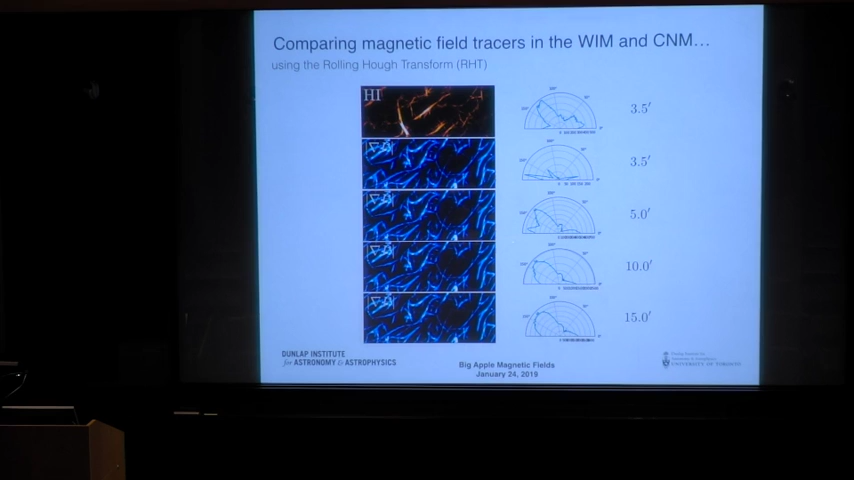 Comparing magnetic field tracers in the WIM and CNM...
using the Rolling Hough Transform (RHT)
HI
3.5′
3.5′
5.0′
10.0′
15.0′
DUNLAP INSTITUTE
for ASTRONOMY & ASTROPHYSICS
Big Apple Magnetic Fields
January 24, 2019
UNIVERSITY OF TORONTO